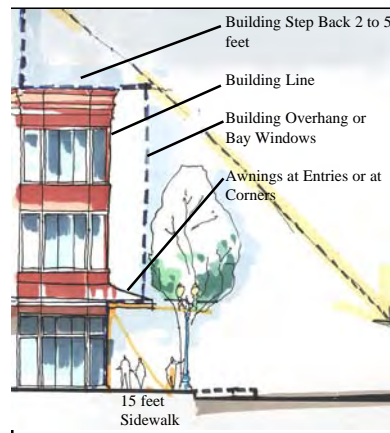 Building Step Back 2 to 5
feet
Building Line
Building Overhang or
Bay Windows
Awnings at Entries or at
Corners
15 feet
Sidewalk